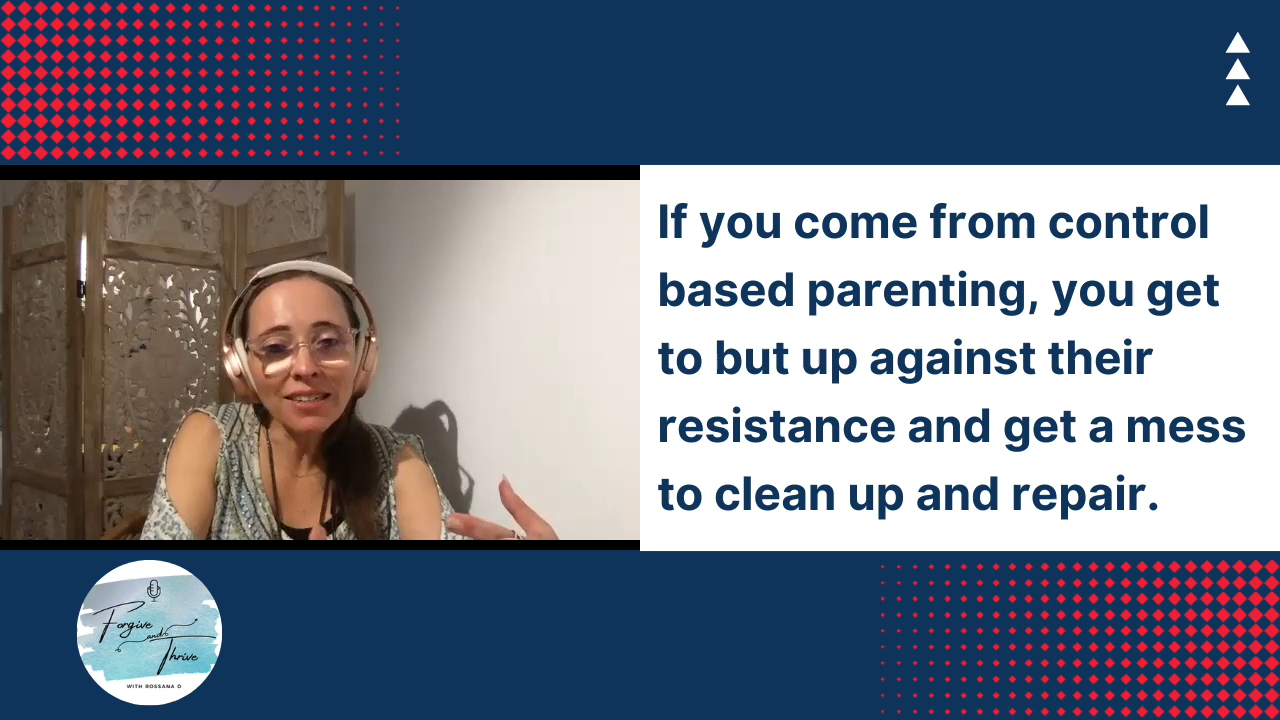 If you come from control
based parenting, you get
to but up against their
resistance and get a mess
to clean up and repair.
Forgive
and
Thrive
WITH ROSSANA D